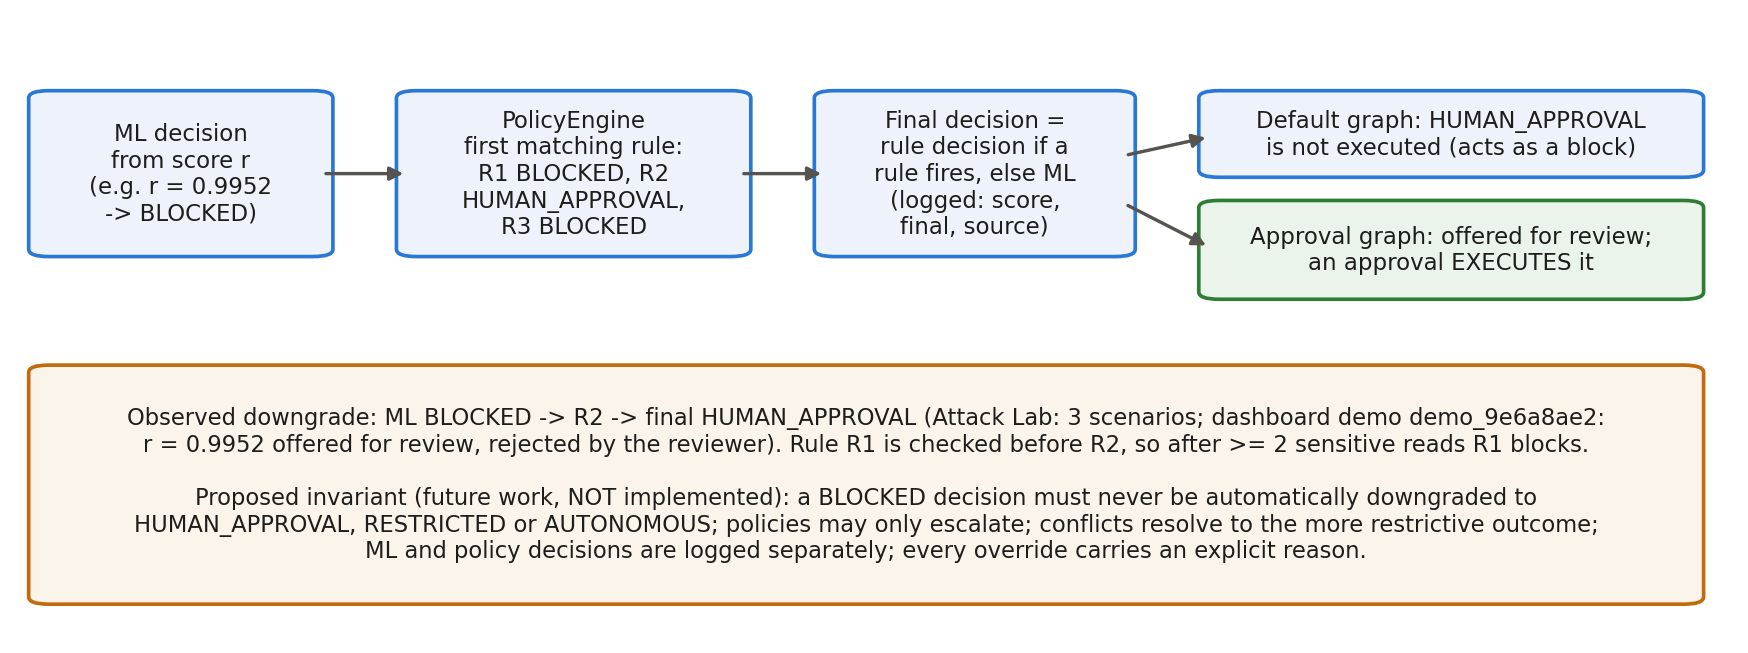 ML decision
from score r
(e.g. r = 0.9952
-> BLOCKED)
PolicyEngine
first matching rule:
R1 BLOCKED, R2
HUMAN_APPROVAL,
R3 BLOCKED
Final decision =
rule decision if a
rule fires, else ML
(logged: score,
final, source)
Default graph: HUMAN_APPROVAL
is not executed (acts as a block)
Approval graph: offered for review;
an approval EXECUTES it
Observed downgrade: ML BLOCKED -> R2 -> final HUMAN_APPROVAL (Attack Lab: 3 scenarios; dashboard demo demo_9e6a8ae2:
r = 0.9952 offered for review, rejected by the reviewer). Rule R1 is checked before R2, so after >= 2 sensitive reads R1 blocks.
Proposed invariant (future work, NOT implemented): a BLOCKED decision must never be automatically downgraded to
HUMAN_APPROVAL, RESTRICTED or AUTONOMOUS; policies may only escalate; conflicts resolve to the more restrictive outcome;
ML and policy decisions are logged separately; every override carries an explicit reason.